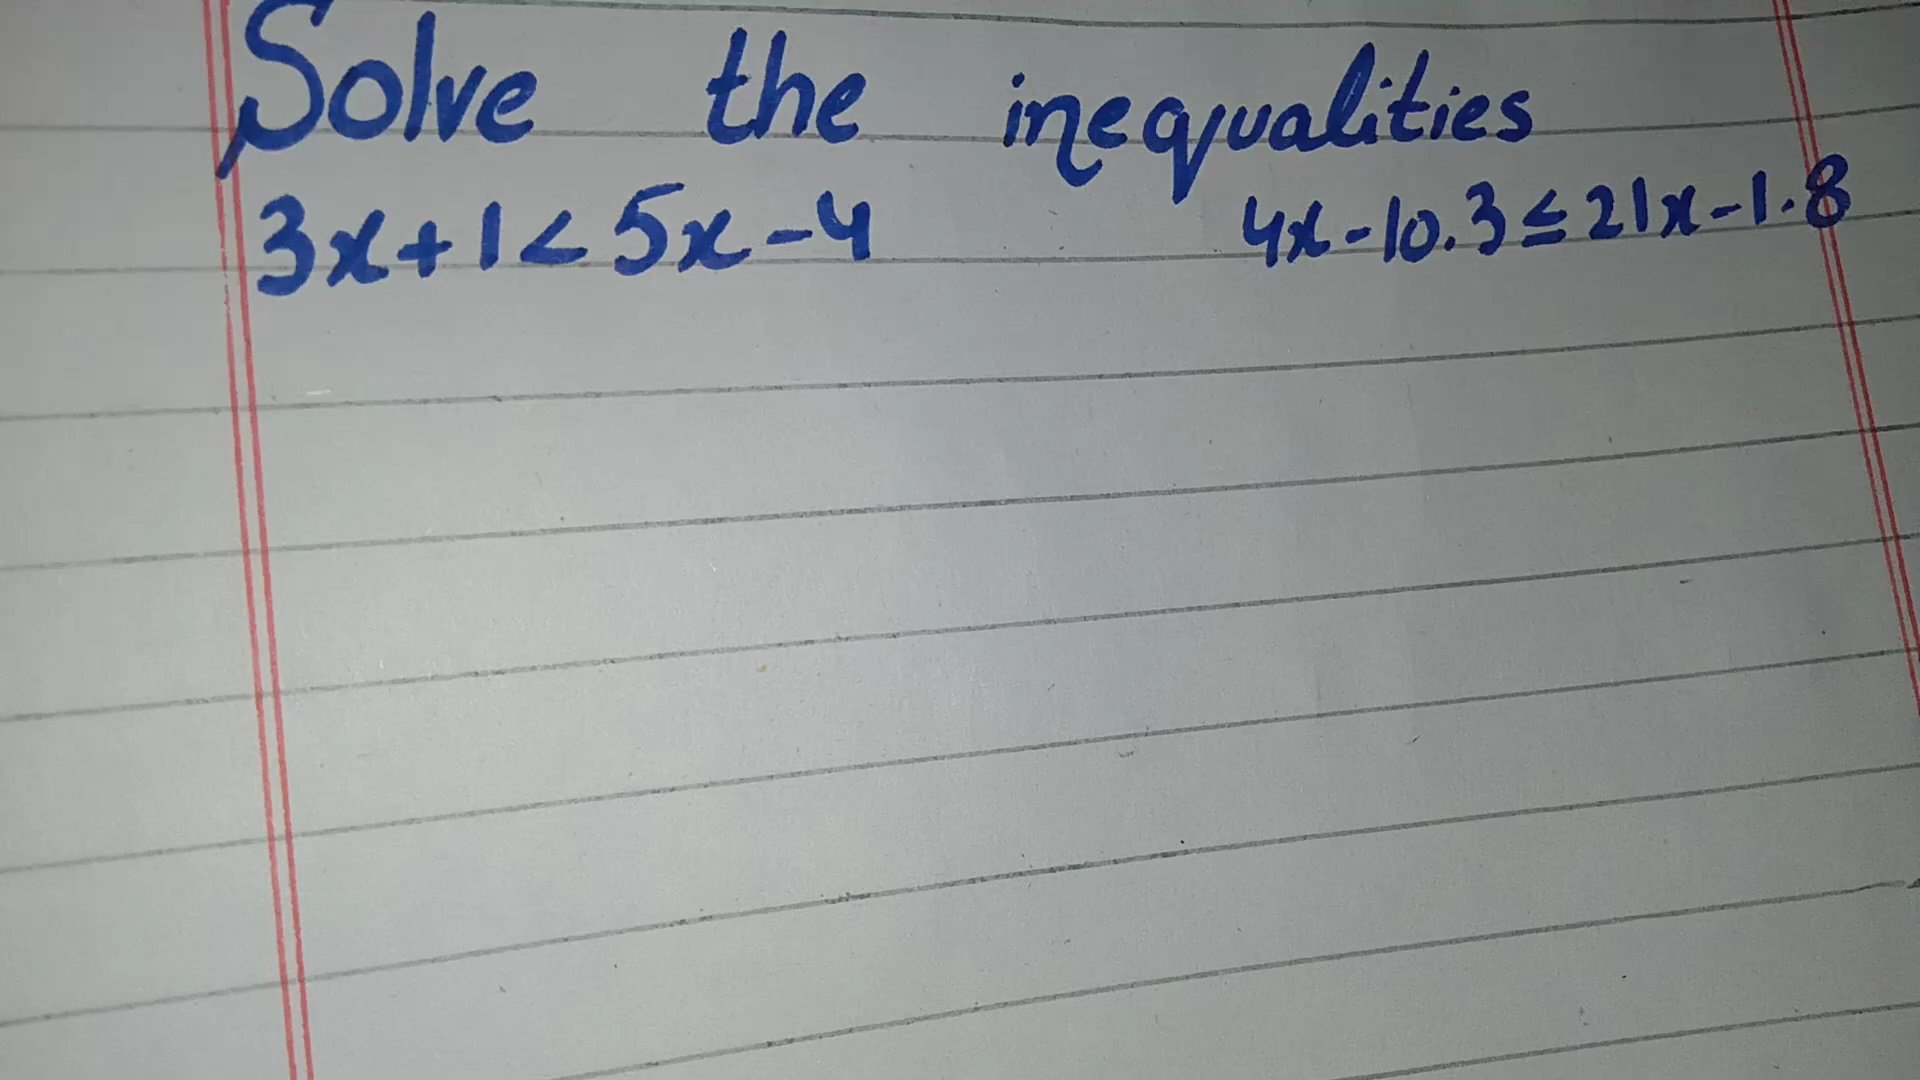 Solve the inequalities
3x+1<5x-4 4x-10.3≤21x-1.8